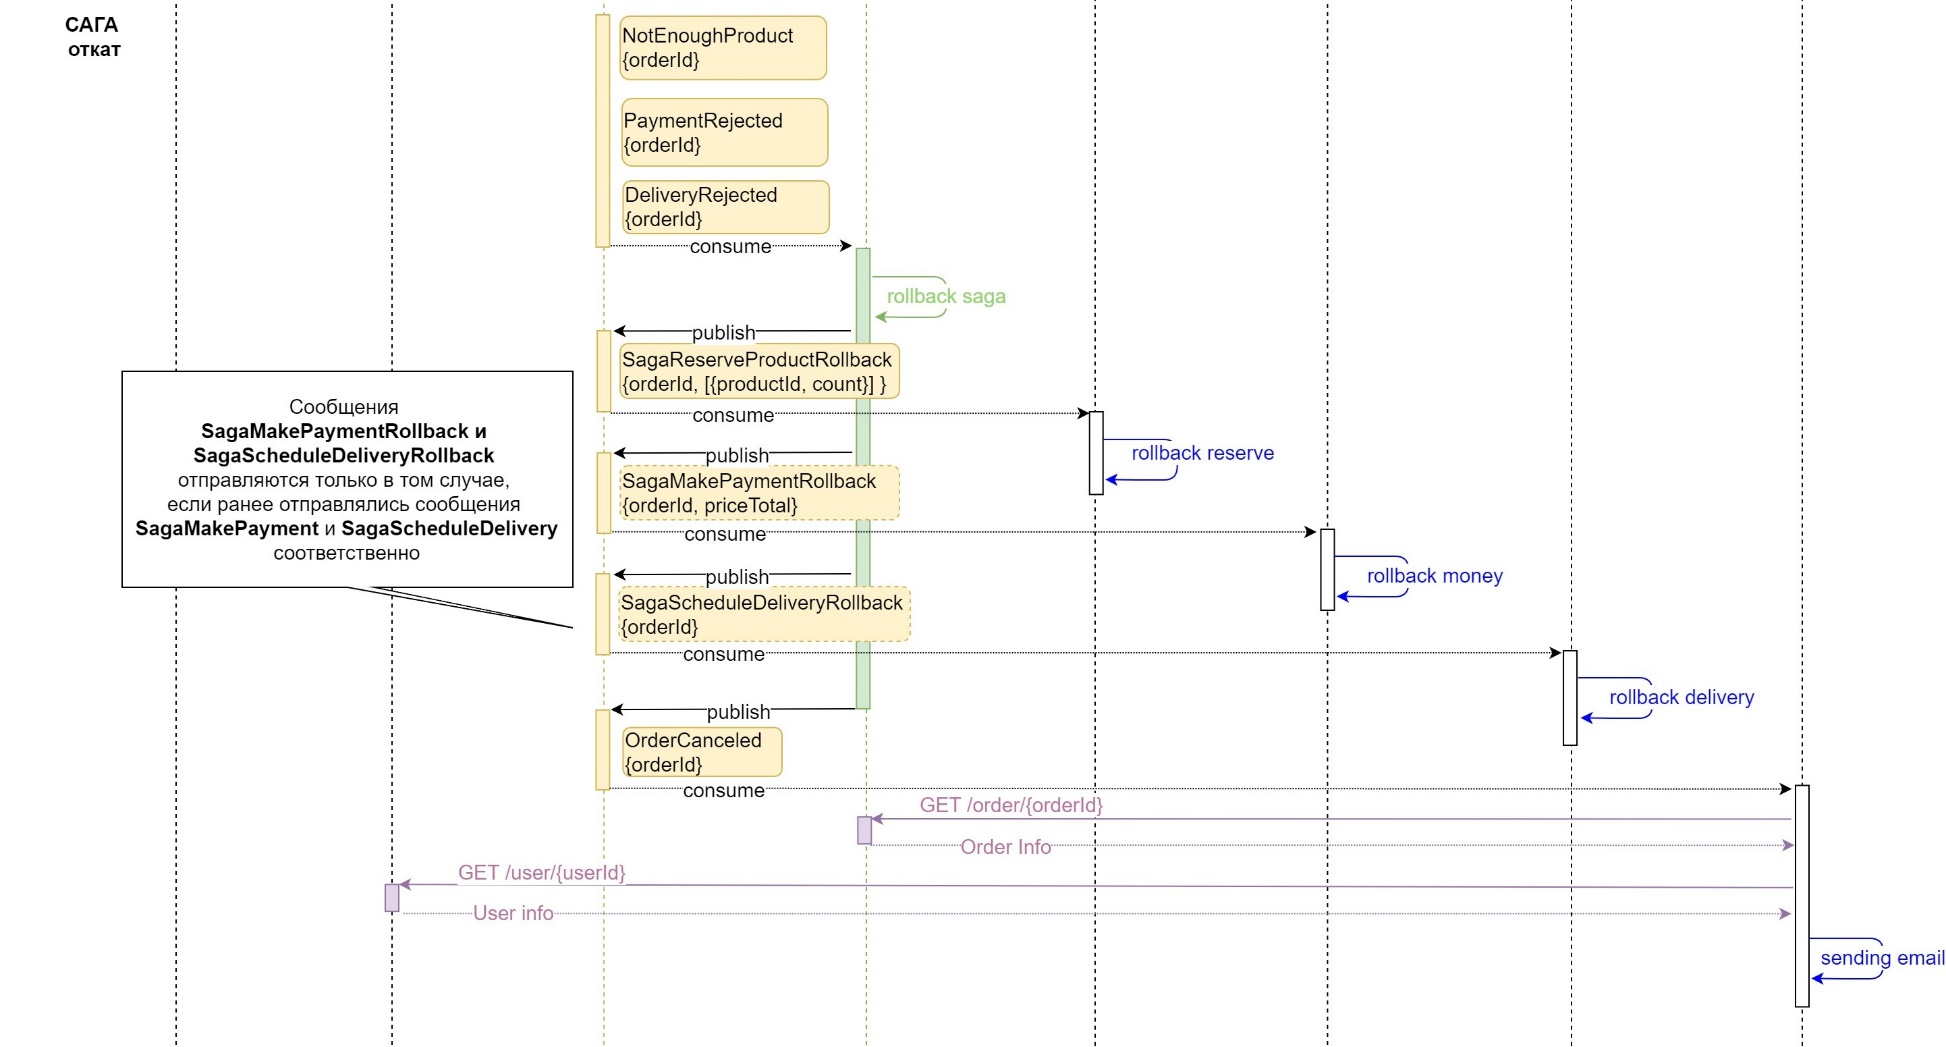 САГА
откат
NotEnoughProduct
{orderId}
PaymentRejected
{orderId}
DeliveryRejected
{orderId}
consume
rollback saga
publish
SagaReserveProductRollback
{orderId, [{productId, count}] }
consume
Сообщения
SagaMakePaymentRollback и
SagaScheduleDeliveryRollback
отправляются только в том случае,
если ранее отправлялись сообщения
SagaMakePayment и SagaScheduleDelivery
соответственно
rollback reserve
publish
SagaMakePaymentRollback
{orderId, priceTotal}
consume
rollback money
publish
SagaScheduleDeliveryRollback
{orderId}
consume
rollback delivery
publish
OrderCanceled
{orderId}
consume
GET /order/{orderId}
Order Info
GET /user/{userId}
User info
sending email